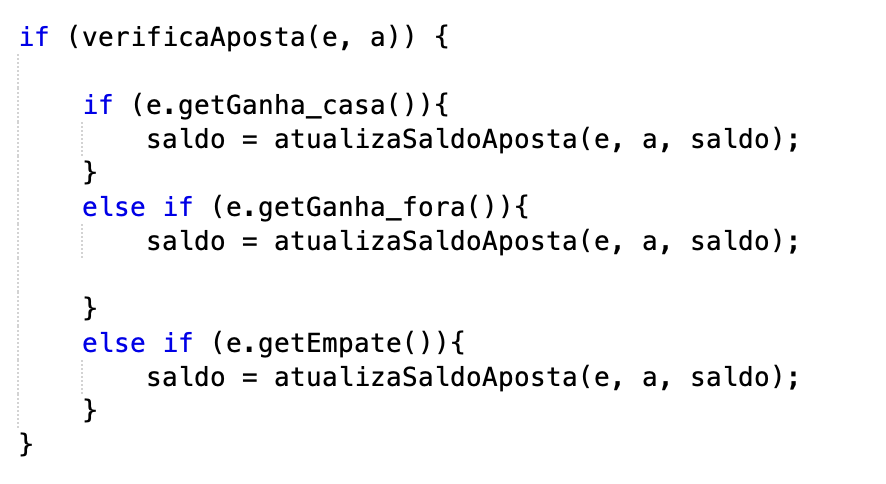 if (verificaAposta(e, a)) {
if (e.getGanha_casa()){
saldo = atualizaSaldoAposta(e, a, saldo);
}
else if (e.getGanha_fora()){
saldo = atualizaSaldoAposta(e, a, saldo);
}
else if (e.getEmpate()){
saldo = atualizaSaldoAposta(e, a, saldo);
}
}